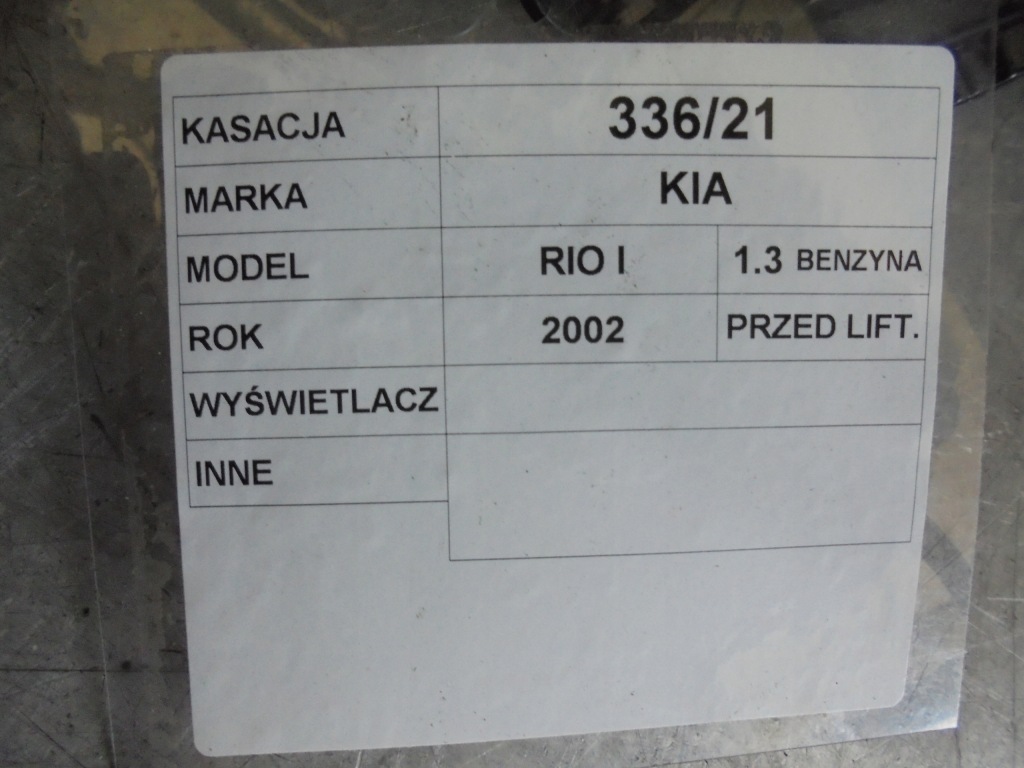 KASACJA 336/21
MARKA KIA
MODEL RIO I 1.3 BENZYNA
ROK 2002 PRZED LIFT.
WYŚWIETLACZ
INNE